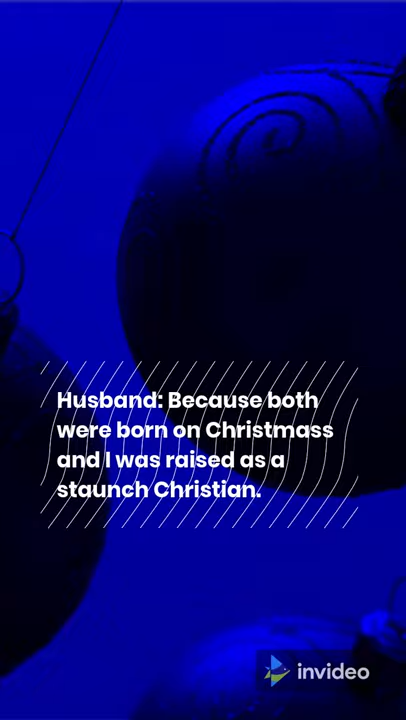 Husband: Because both
were born on Christmass
and I was raised as a
staunch Christian.
invideo